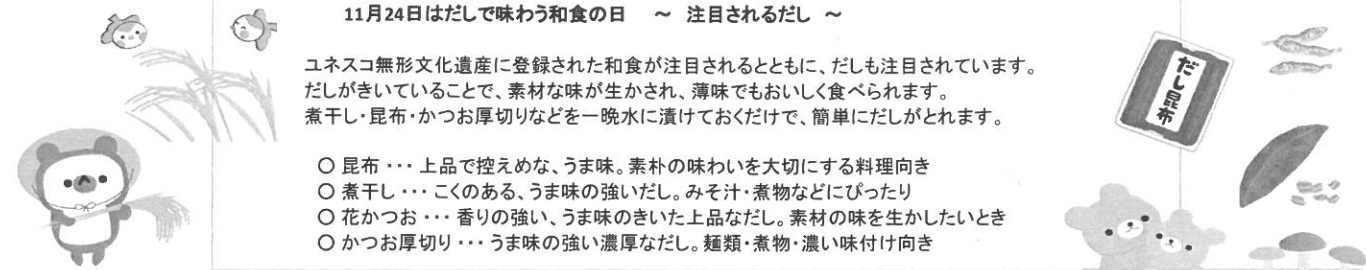 11月24日はだしで味わう和食の日　～　注目されるだし　～
ユネスコ無形文化遺産に登録された和食が注目されるとともに、だしも注目されています。
だしがきいていることで、素材な味が生かされ、薄味でもおいしく食べられます。
煮干し・昆布・かつお厚切りなどを一晩水に漬けておくだけで、簡単にだしがとれます。
〇 昆布 ・・・ 上品で控えめな、うま味。素朴の味わいを大切にする料理向き
〇 煮干し ・・・ こくのある、うま味の強いだし。みそ汁・煮物などにぴったり
〇 花かつお ・・・ 香りの強い、うま味のきいた上品なだし。素材の味を生かしたいとき
〇 かつお厚切り ・・・ うま味の強い濃厚なだし。麺類・煮物・濃い味付け向き
だし昆布